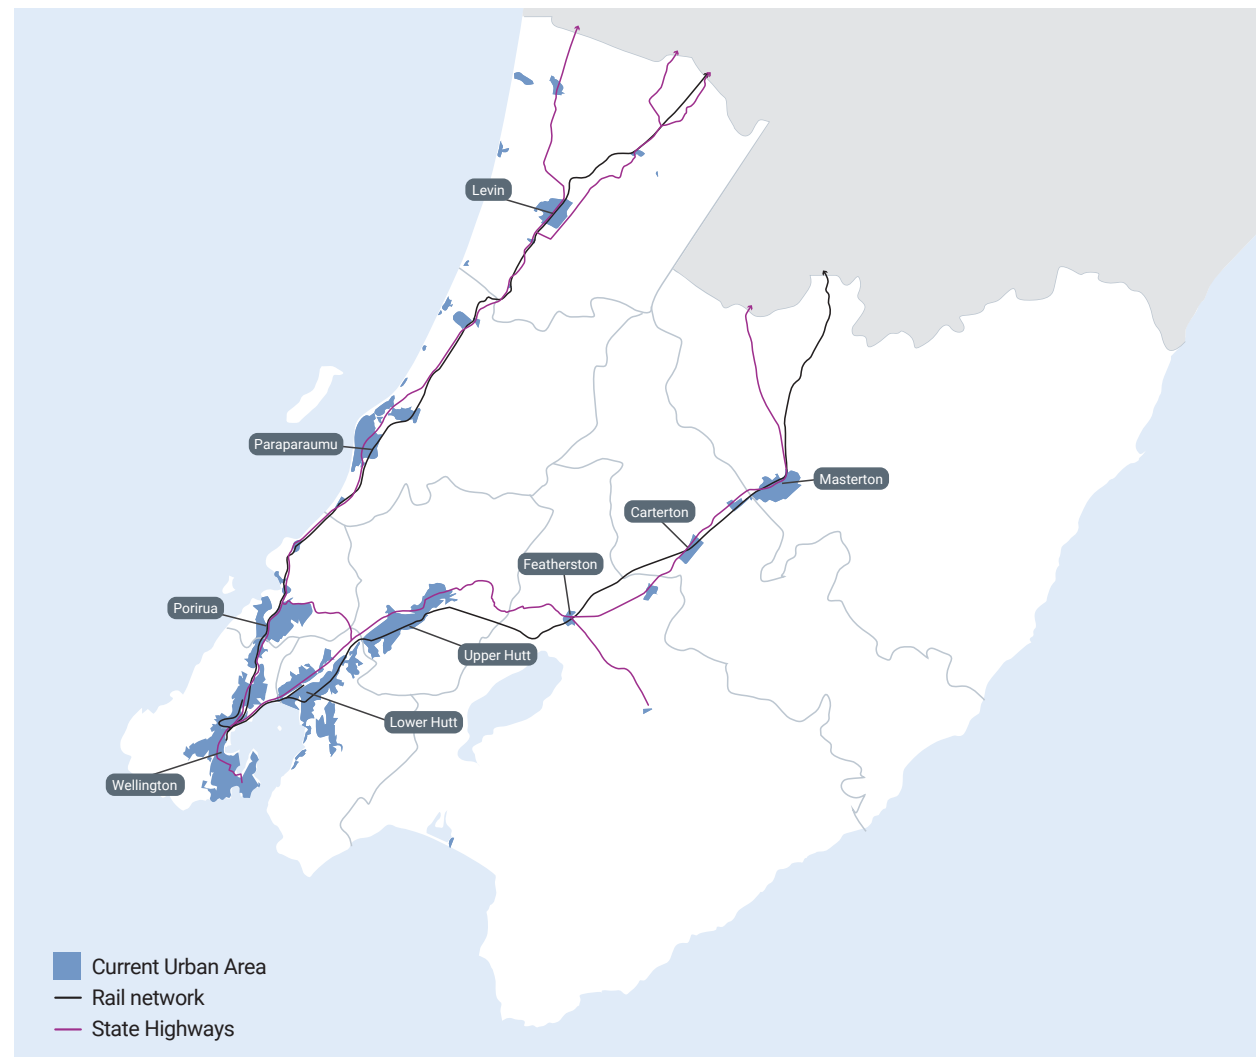 Levin
Paraparaumu
Masterton
Carterton
Featherston
Porirua
Upper Hutt
Lower Hutt
Wellington
Current Urban Area
Rail network
State Highways